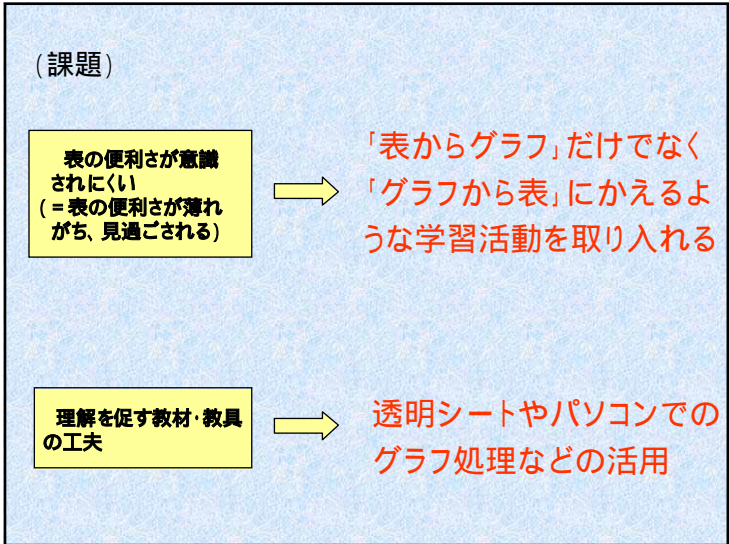 (課題)
表の便利さが意識
されにくい
(=表の便利さが薄れ
がち、見過ごされる)
「表からグラフ」だけでなく
「グラフから表」にかえるよ
うな学習活動を取り入れる
理解を促す教材・教具
の工夫
透明シートやパソコンでの
グラフ処理などの活用